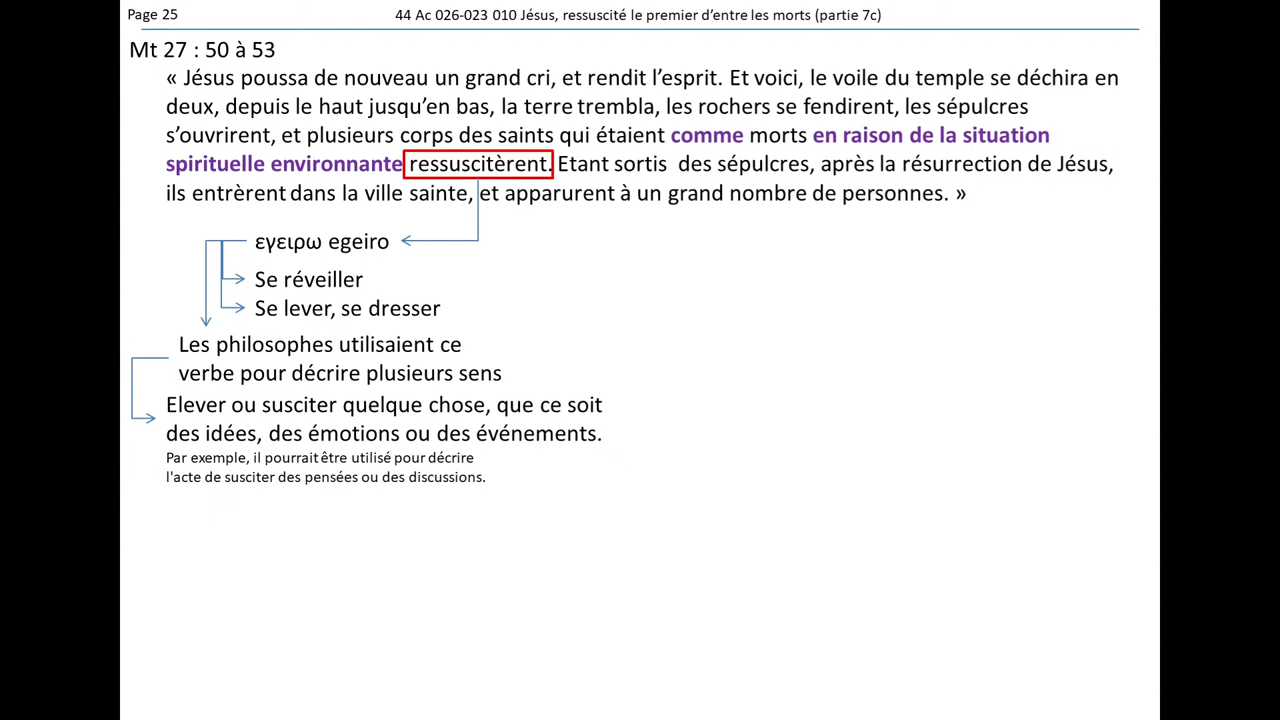 Page 25
44 Ac 026-023 010 Jésus, ressuscité le premier d’entre les morts (partie 7c)
Mt 27 : 50 à 53
« Jésus poussa de nouveau un grand cri, et rendit l’esprit. Et voici, le voile du temple se déchira en
deux, depuis le haut jusqu’en bas, la terre trembla, les rochers se fendirent, les sépulcres
s’ouvrirent, et plusieurs corps des saints qui étaient comme morts en raison de la situation
spirituelle environnante ressuscitèrent. Etant sortis des sépulcres, après la résurrection de Jésus,
ils entrèrent dans la ville sainte, et apparurent à un grand nombre de personnes. »
εγειρω egeiro
Se réveiller
Se lever, se dresser
Les philosophes utilisaient ce
verbe pour décrire plusieurs sens
Elever ou susciter quelque chose, que ce soit
des idées, des émotions ou des événements.
Par exemple, il pourrait être utilisé pour décrire
l'acte de susciter des pensées ou des discussions.